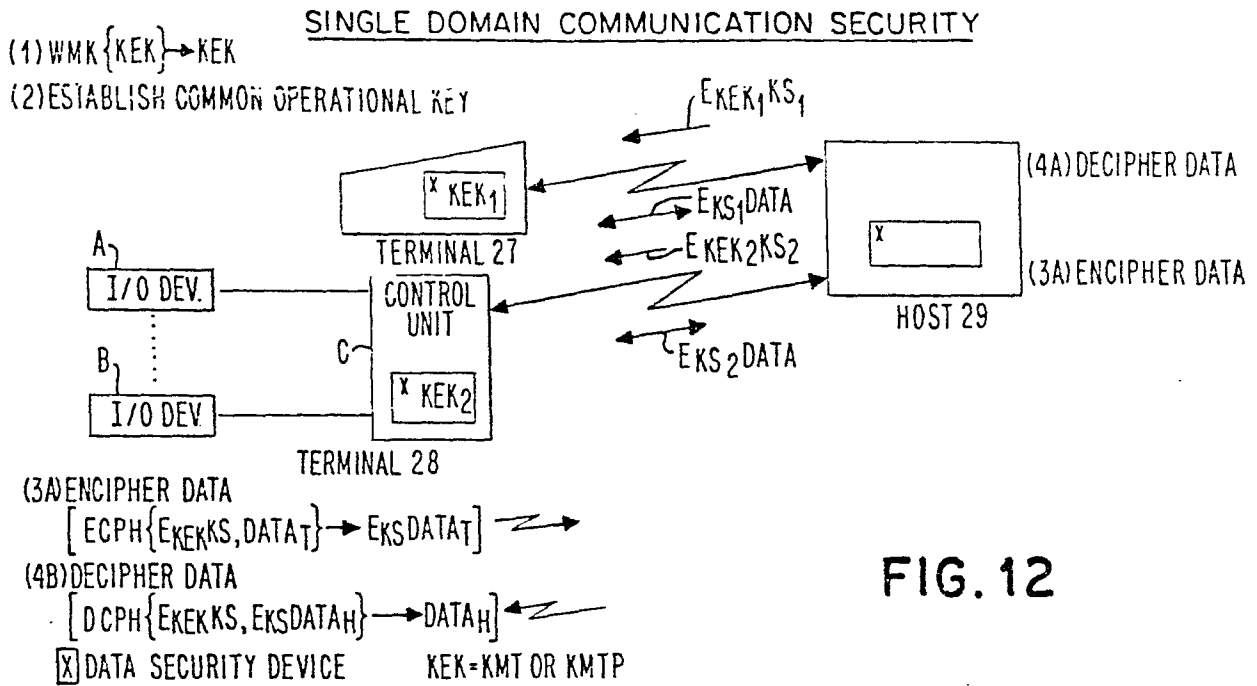 SINGLE DOMAIN COMMUNICATION SECURITY
(1) WMK {KEK}→KEK
(2) ESTABLISH COMMON OPERATIONAL KEY
EKEK1KS1
X KEK1
TERMINAL 27
EKS1DATA
EKEK2KS2
(4A) DECIPHER DATA
X
(3A) ENCIPHER DATA
HOST 29
A
I/O DEV.
B
I/O DEV.
CONTROL
UNIT
C
X KEK2
EKS2DATA
TERMINAL 28
(3A) ENCIPHER DATA
[ECPH{EKEKKS, DATAT}→EKSDATAT]
(4B) DECIPHER DATA
[DCPH{EKEKKS, EKSDATAH}→DATAH]
X DATA SECURITY DEVICE KEK=KMT OR KMTP
FIG. 12